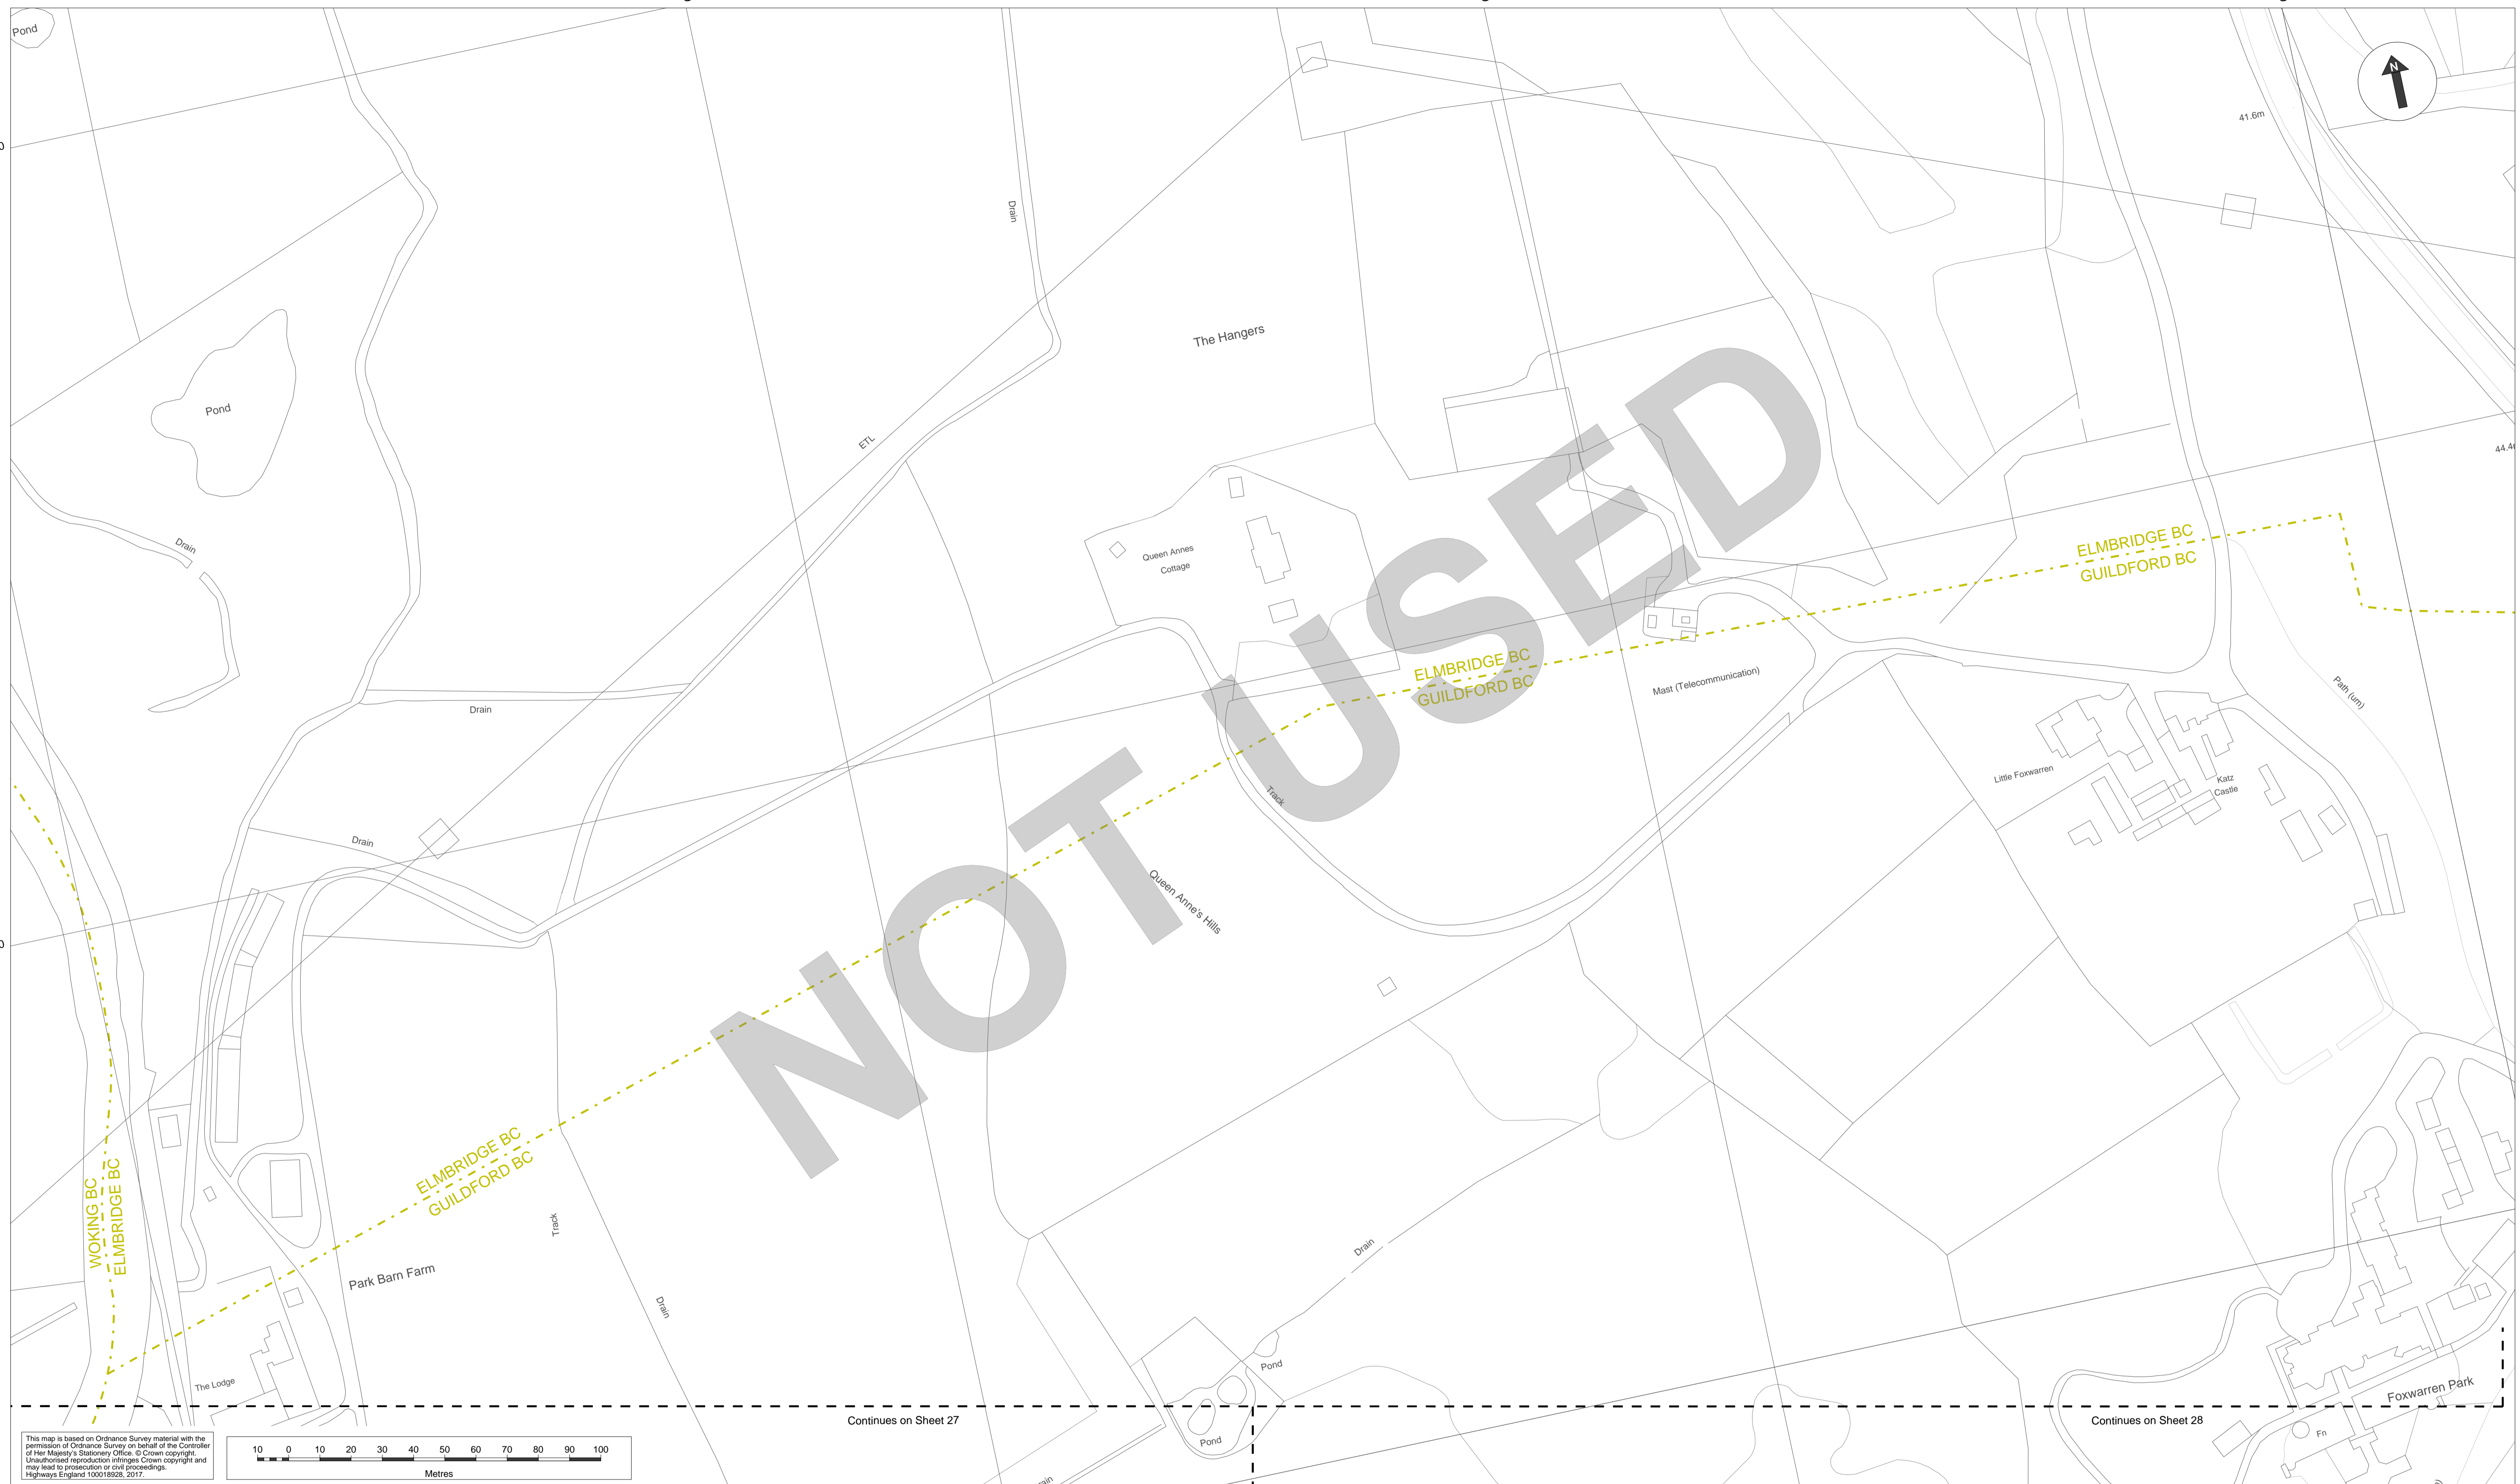 Pond
N
41.6m
Drain
The Hangers
Pond
ETL
44.4
Drain
Queen Annes
Cottage
ELMBRIDGE BC
GUILDFORD BC
ELMBRIDGE BC
GUILDFORD BC
Mast (Telecommunication)
Path (um)
Drain
Little Foxwarren
Katz
Castle
Track
Drain
NOT USED
Queen Anne's Hills
ELMBRIDGE BC
GUILDFORD BC
WOKING BC
ELMBRIDGE BC
Track
Park Barn Farm
Drain
Drain
Pond
The Lodge
Foxwarren Park
Continues on Sheet 27
Continues on Sheet 28
Pond
Fn
This map is based on Ordnance Survey material with the
permission of Ordnance Survey on behalf of the Controller
of Her Majesty's Stationery Office. © Crown copyright.
Unauthorised reproduction infringes Crown copyright and
may lead to prosecution or civil proceedings.
Highways England 100018928, 2017.
10 0 10 20 30 40 50 60 70 80 90 100
Metres